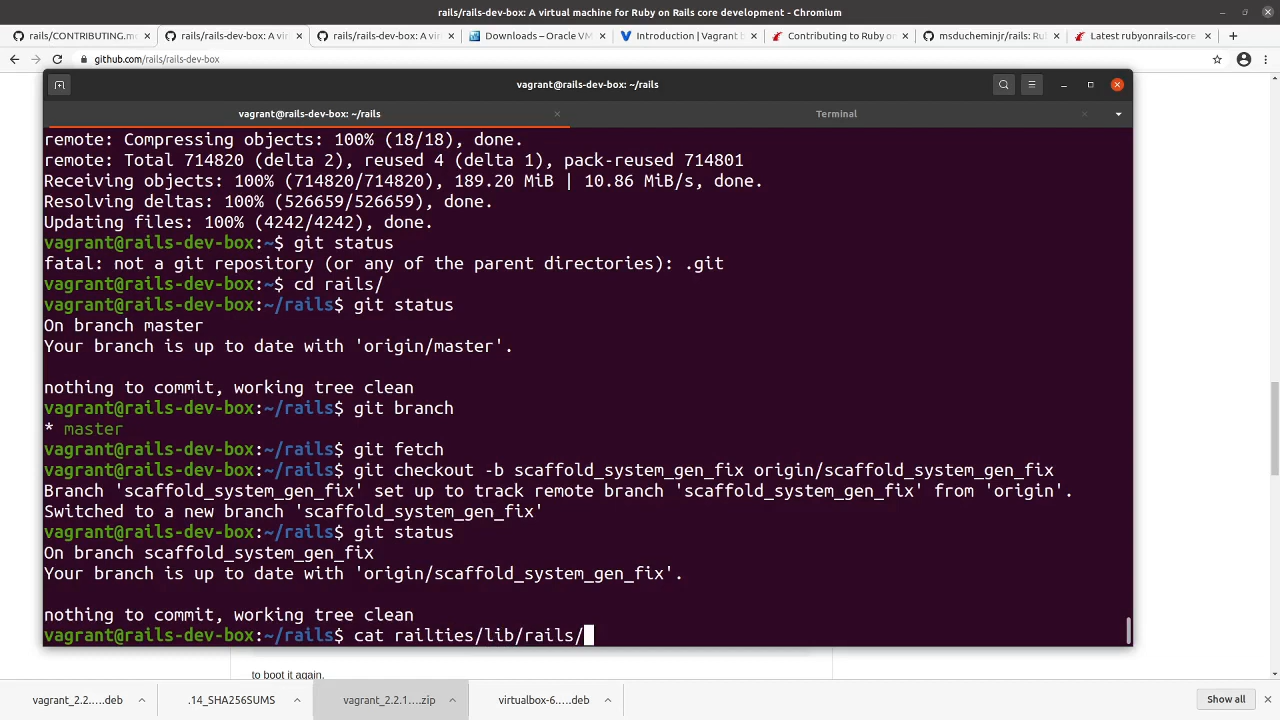 rails/rails-dev-box: A virtual machine for Ruby on Rails core development - Chromium
rails/CONTRIBUTING.mc
rails/rails-dev-box: A vi
rails/rails-dev-box: A vi
Downloads – Oracle VM
Introduction | Vagrant b
Contributing to Ruby or
msducheminjr/rails: Rub
Latest rubyonrails-core
github.com/rails/rails-dev-box
vagrant@rails-dev-box: ~/rails
vagrant@rails-dev-box: ~/rails
Terminal
remote: Compressing objects: 100% (18/18), done.
remote: Total 714820 (delta 2), reused 4 (delta 1), pack-reused 714801
Receiving objects: 100% (714820/714820), 189.20 MiB | 10.86 MiB/s, done.
Resolving deltas: 100% (526659/526659), done.
Updating files: 100% (4242/4242), done.
vagrant@rails-dev-box:~$ git status
fatal: not a git repository (or any of the parent directories): .git
vagrant@rails-dev-box:~$ cd rails/
vagrant@rails-dev-box:~/rails$ git status
On branch master
Your branch is up to date with 'origin/master'.
nothing to commit, working tree clean
vagrant@rails-dev-box:~/rails$ git branch
* master
vagrant@rails-dev-box:~/rails$ git fetch
vagrant@rails-dev-box:~/rails$ git checkout -b scaffold_system_gen_fix origin/scaffold_system_gen_fix
Branch 'scaffold_system_gen_fix' set up to track remote branch 'scaffold_system_gen_fix' from 'origin'.
Switched to a new branch 'scaffold_system_gen_fix'
vagrant@rails-dev-box:~/rails$ git status
On branch scaffold_system_gen_fix
Your branch is up to date with 'origin/scaffold_system_gen_fix'.
nothing to commit, working tree clean
vagrant@rails-dev-box:~/rails$ cat railties/lib/rails/
to boot it again.
vagrant_2.2.....deb
.14_SHA256SUMS
vagrant_2.2.1....zip
virtualbox-6.....deb
Show all